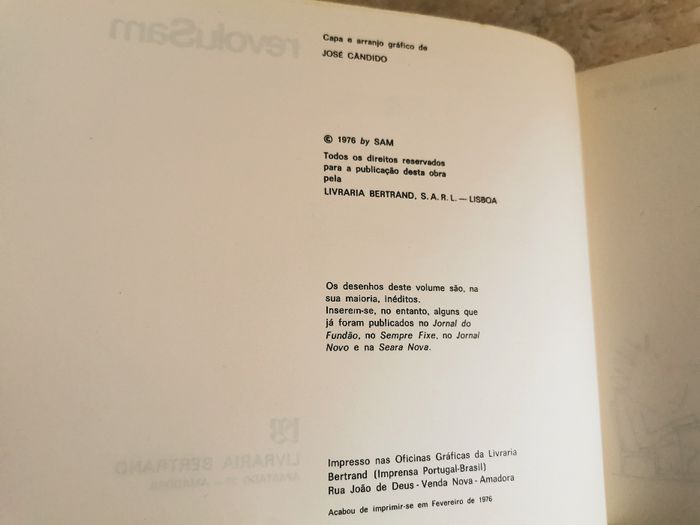 revoluSam
Capa e arranjo gráfico de
JOSÉ CÂNDIDO
© 1976 by SAM
Todos os direitos reservados
para a publicação desta obra
pela
LIVRARIA BERTRAND, S. A. R. L. — LISBOA
Os desenhos deste volume são, na
sua maioria, inéditos.
Inserem-se, no entanto, alguns que
já foram publicados no Jornal do
Fundão, no Sempre Fixe, no Jornal
Novo e na Seara Nova.
LIVRARIA BERTRAND
Impresso nas Oficinas Gráficas da Livraria
Bertrand (Imprensa Portugal-Brasil)
Rua João de Deus - Venda Nova - Amadora
Acabou de imprimir-se em Fevereiro de 1976